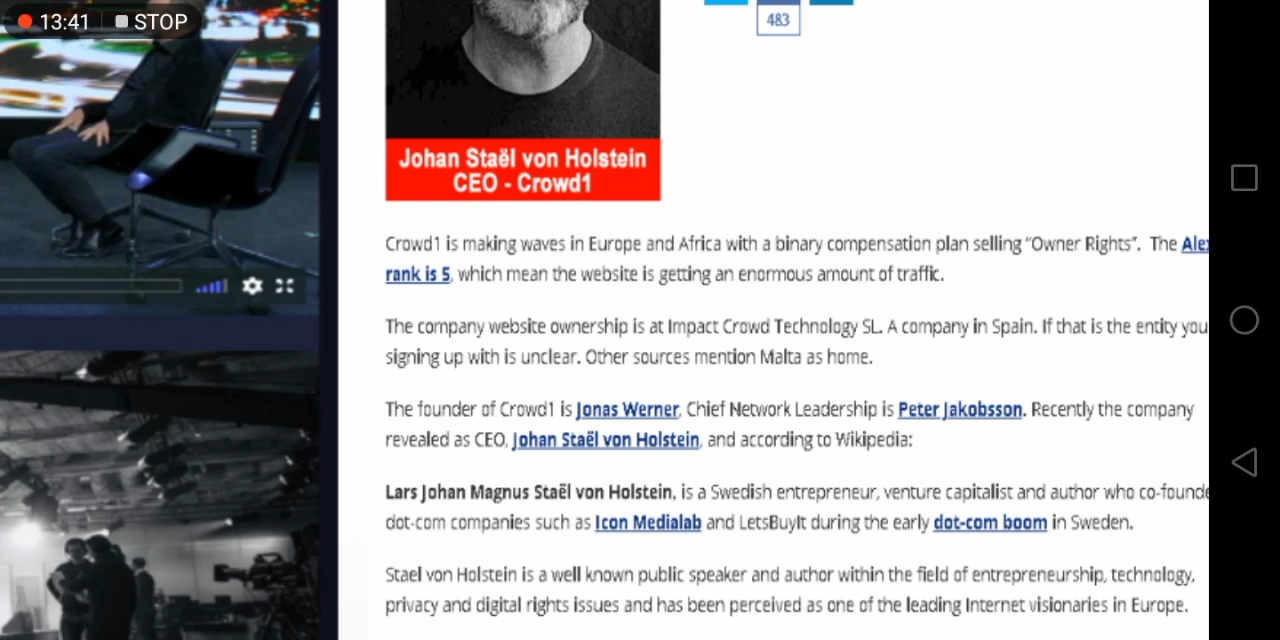 13:41 STOP
483
Johan Staël von Holstein
CEO - Crowd1
Crowd1 is making waves in Europe and Africa with a binary compensation plan selling “Owner Rights”. The
rank is 5, which mean the website is getting an enormous amount of traffic.
The company website ownership is at Impact Crowd Technology SL. A company in Spain. If that is the entity you
signing up with is unclear. Other sources mention Malta as home.
The founder of Crowd1 is Jonas Werner, Chief Network Leadership is Peter Jakobsson. Recently the company
revealed as CEO, Johan Staël von Holstein, and according to Wikipedia:
Lars Johan Magnus Staël von Holstein, is a Swedish entrepreneur, venture capitalist and author who
dot-com companies such as Icon Medialab and LetsBuyIt during the early dot-com boom in Sweden.
Stael von Holstein is a well known public speaker and author within the field of entrepreneurship, technology,
privacy and digital rights issues and has been perceived as one of the leading Internet visionaries in Europe.